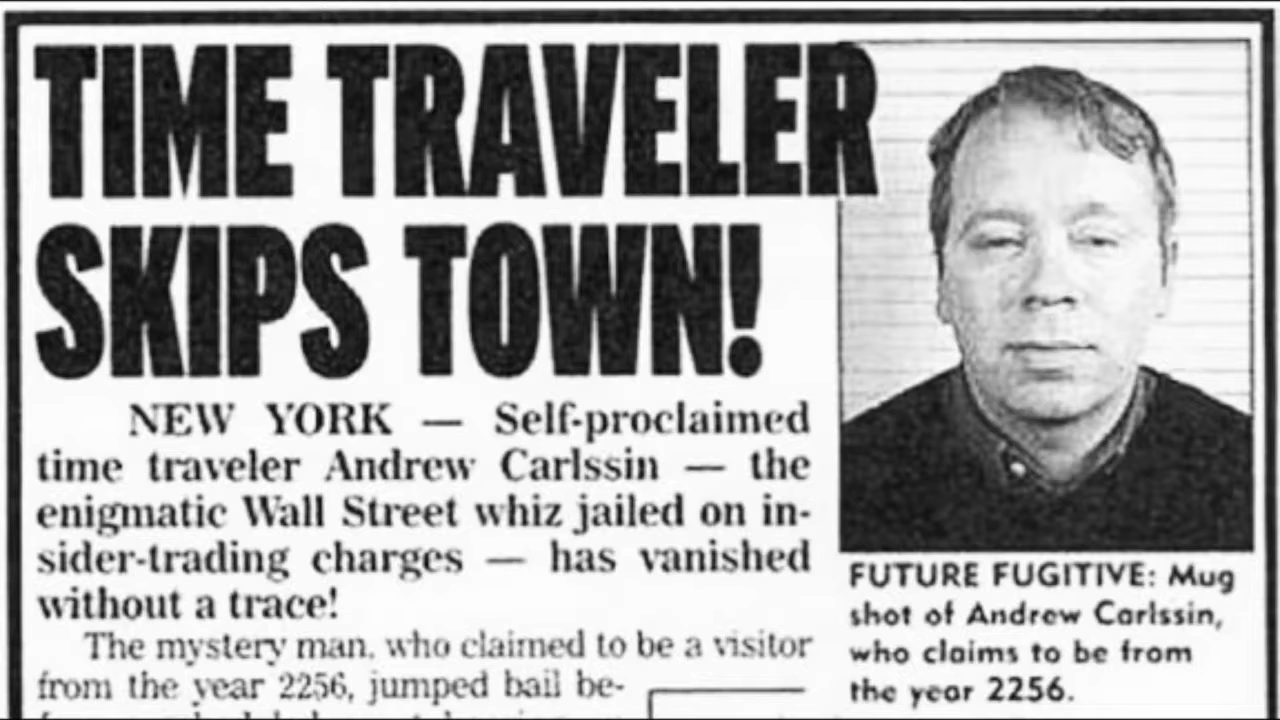 TIME TRAVELER
SKIPS TOWN!
NEW YORK — Self-proclaimed
time traveler Andrew Carlssin — the
enigmatic Wall Street whiz jailed on in-
sider-trading charges — has vanished
without a trace!
The mystery man, who claimed to be a visitor
from the year 2256, jumped bail be-
FUTURE FUGITIVE: Mug
shot of Andrew Carlssin,
who claims to be from
the year 2256.